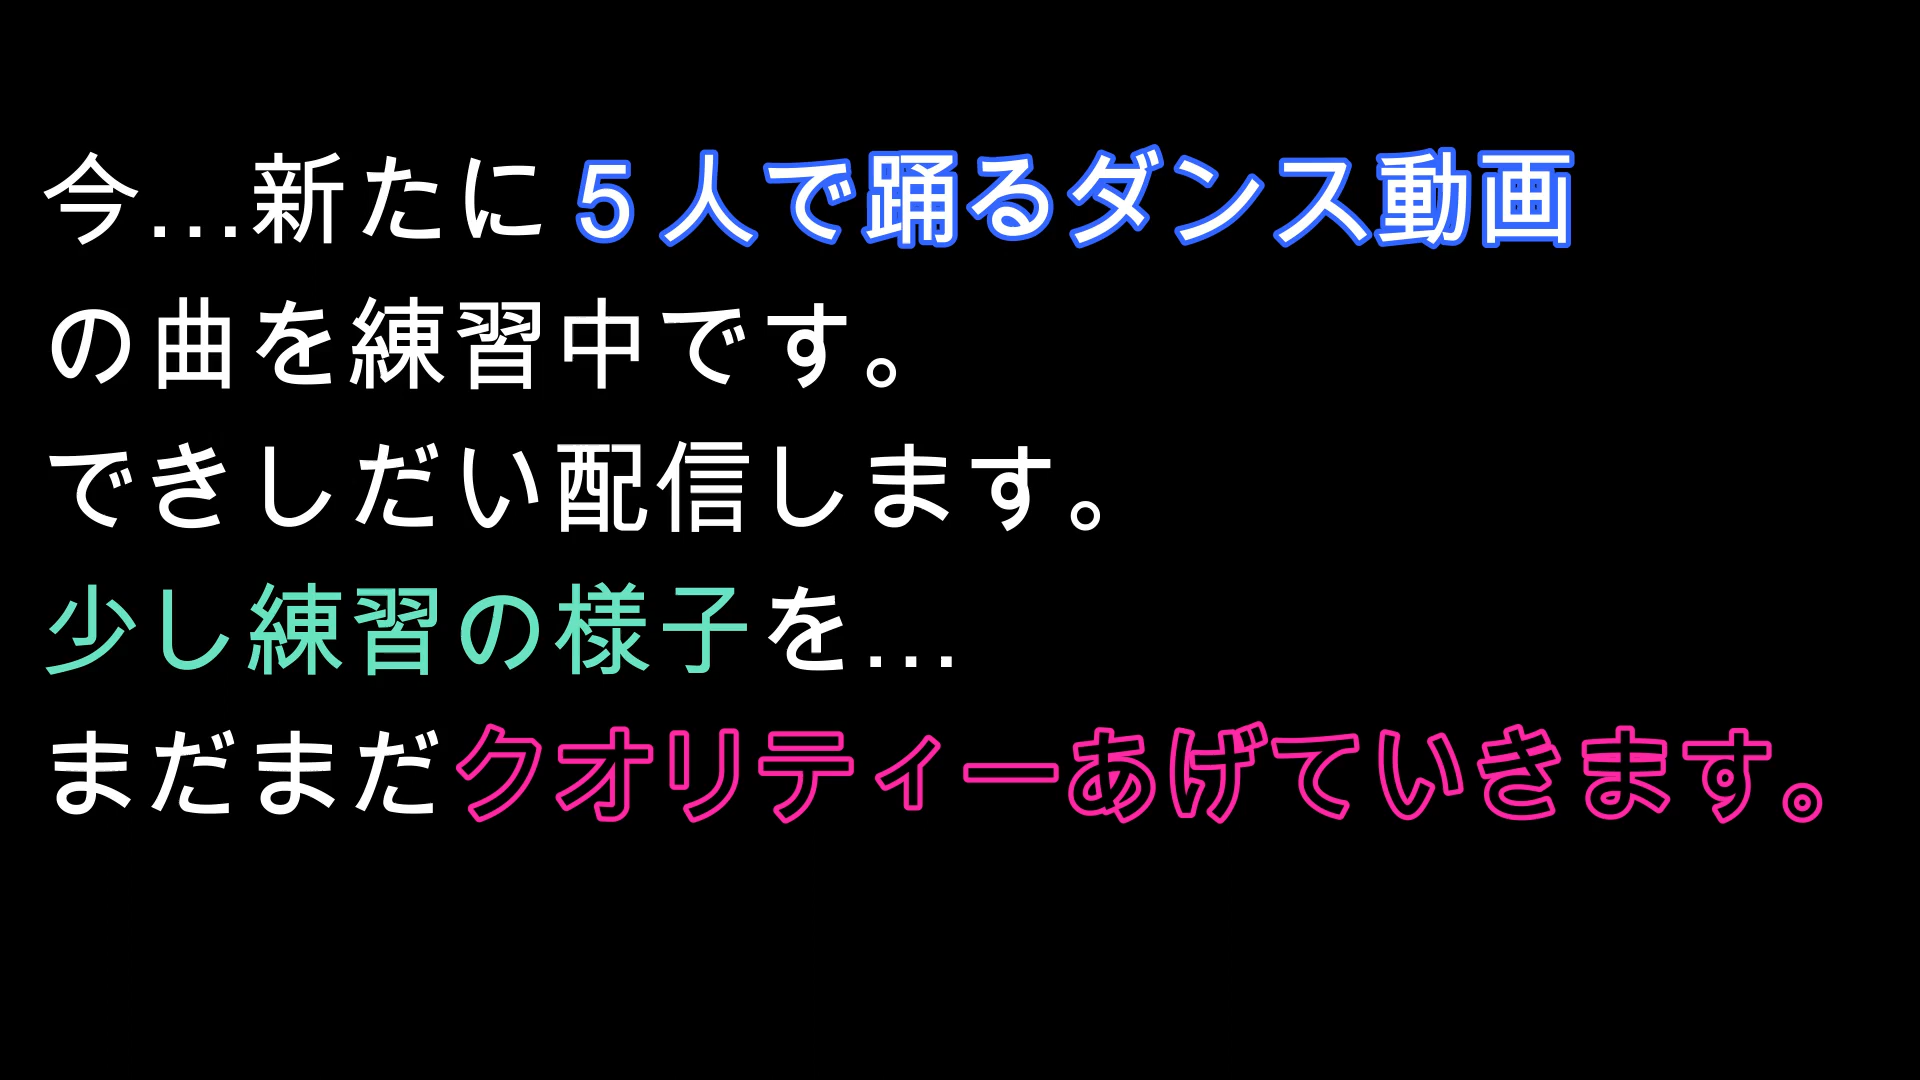 今...新たに５人で踊るダンス動画
の曲を練習中です。
できしだい配信します。
少し練習の様子を...
まだまだクオリティーあげていきます。